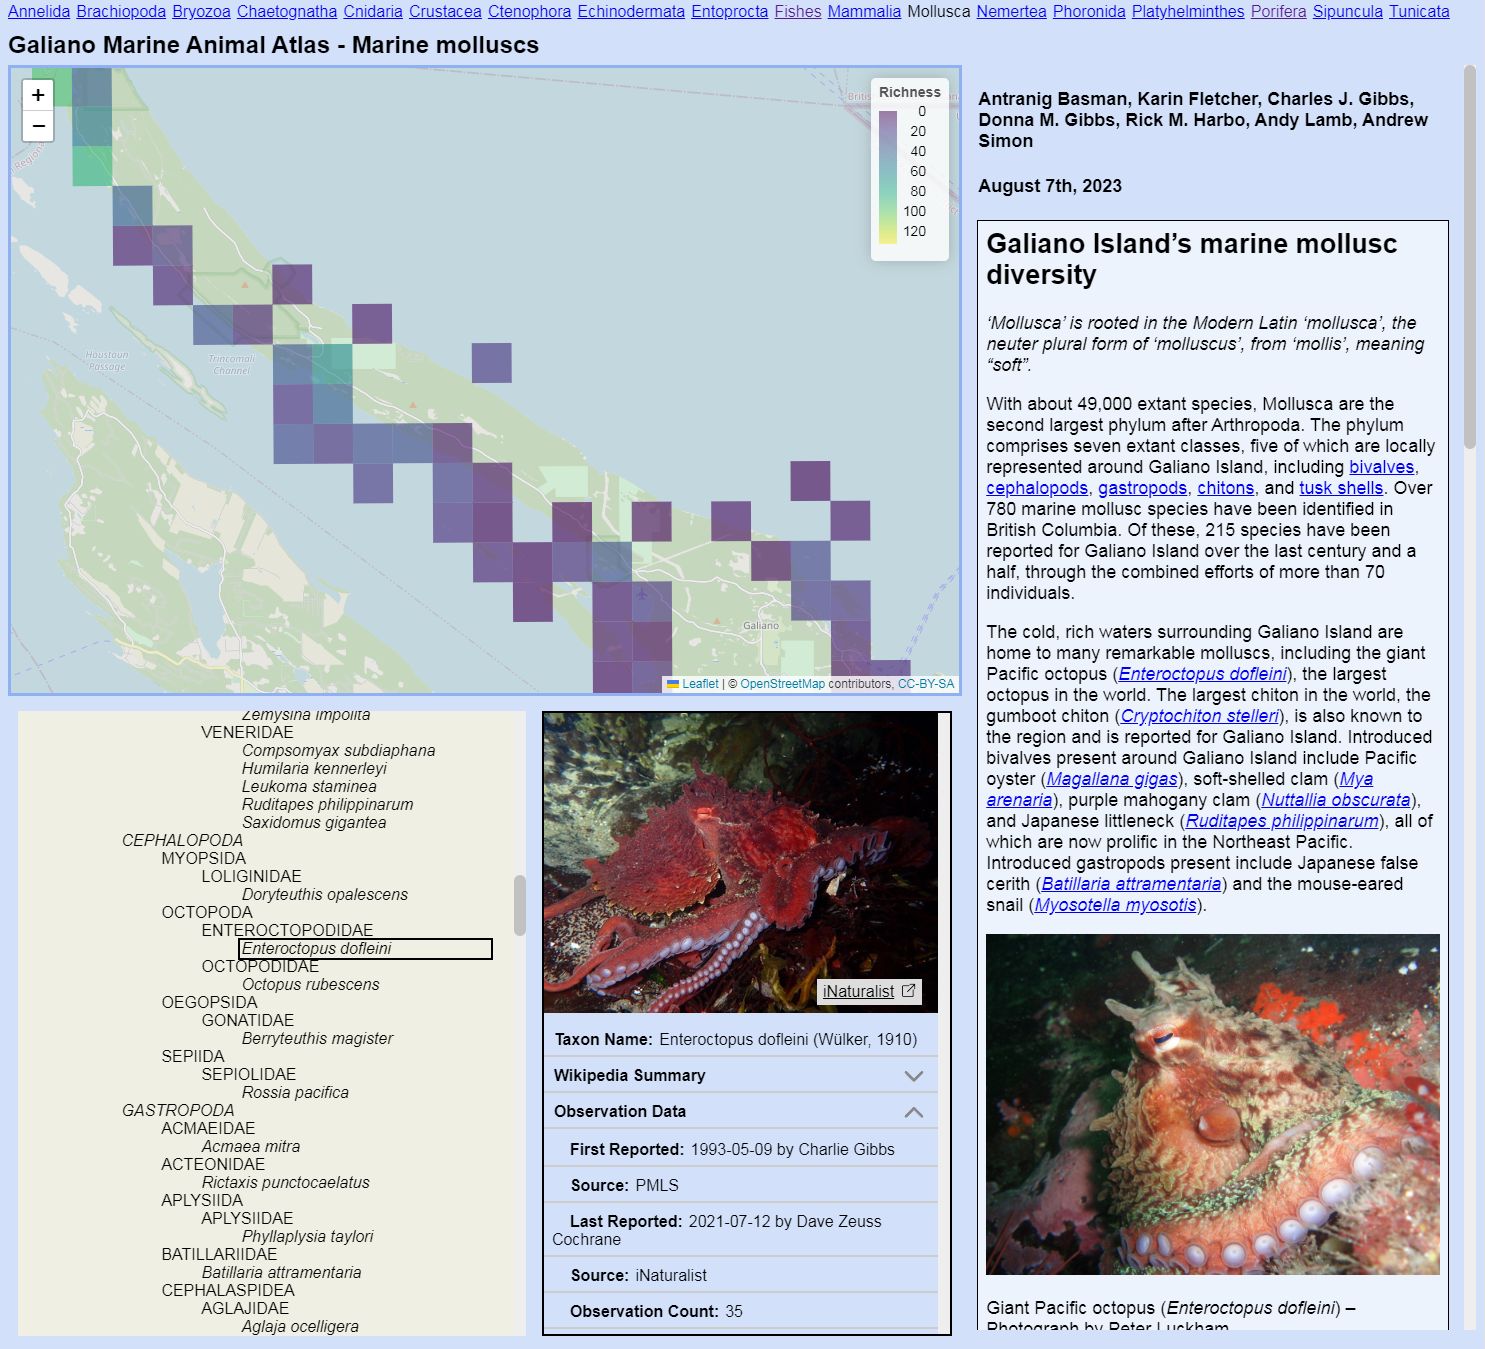 Annelida Brachiopoda Bryozoa Chaetognatha Cnidaria Crustacea Ctenophora Echinodermata Entoprocta Fishes Mammalia Mollusca Nemertea Phoronida Platyhelminthes Porifera Sipuncula Tunicata
Galiano Marine Animal Atlas - Marine molluscs
+
−
Richness
0
20
40
60
80
100
120
Houstoun
Passage
Trincomali
Channel
Galiano
Leaflet | © OpenStreetMap contributors, CC-BY-SA
Zemysina impolita
VENERIDAE
Compsomyax subdiaphana
Humilaria kennerleyi
Leukoma staminea
Ruditapes philippinarum
Saxidomus gigantea
CEPHALOPODA
MYOPSIDA
LOLIGINIDAE
Doryteuthis opalescens
OCTOPODA
ENTEROCTOPODIDAE
Enteroctopus dofleini
OCTOPODIDAE
Octopus rubescens
OEGOPSIDA
GONATIDAE
Berryteuthis magister
SEPIIDA
SEPIOLIDAE
Rossia pacifica
GASTROPODA
ACMAEIDAE
Acmaea mitra
ACTEONIDAE
Rictaxis punctocaelatus
APLYSIIDA
APLYSIIDAE
Phyllaplysia taylori
BATILLARIIDAE
Batillaria attramentaria
CEPHALASPIDEA
AGLAJIDAE
Aglaja ocelligera
iNaturalist
Taxon Name: Enteroctopus dofleini (Wülker, 1910)
Wikipedia Summary
Observation Data
First Reported: 1993-05-09 by Charlie Gibbs
Source: PMLS
Last Reported: 2021-07-12 by Dave Zeuss
Cochrane
Source: iNaturalist
Observation Count: 35
Antranig Basman, Karin Fletcher, Charles J. Gibbs,
Donna M. Gibbs, Rick M. Harbo, Andy Lamb, Andrew
Simon
August 7th, 2023
Galiano Island’s marine mollusc
diversity
‘Mollusca’ is rooted in the Modern Latin ‘mollusca’, the
neuter plural form of ‘molluscus’, from ‘mollis’, meaning
“soft”.
With about 49,000 extant species, Mollusca are the
second largest phylum after Arthropoda. The phylum
comprises seven extant classes, five of which are locally
represented around Galiano Island, including bivalves,
cephalopods, gastropods, chitons, and tusk shells. Over
780 marine mollusc species have been identified in
British Columbia. Of these, 215 species have been
reported for Galiano Island over the last century and a
half, through the combined efforts of more than 70
individuals.
The cold, rich waters surrounding Galiano Island are
home to many remarkable molluscs, including the giant
Pacific octopus (Enteroctopus dofleini), the largest
octopus in the world. The largest chiton in the world, the
gumboot chiton (Cryptochiton stelleri), is also known to
the region and is reported for Galiano Island. Introduced
bivalves present around Galiano Island include Pacific
oyster (Magallana gigas), soft-shelled clam (Mya
arenaria), purple mahogany clam (Nuttallia obscurata),
and Japanese littleneck (Ruditapes philippinarum), all of
which are now prolific in the Northeast Pacific.
Introduced gastropods present include Japanese false
cerith (Batillaria attramentaria) and the mouse-eared
snail (Myosotella myosotis).
Giant Pacific octopus (Enteroctopus dofleini) –
Photograph by Peter Luckham